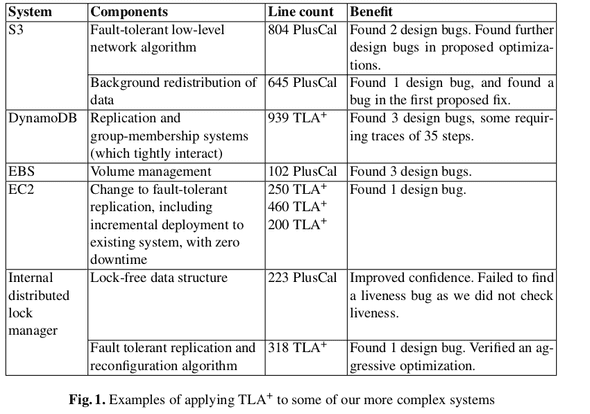 System Components Line count Benefit
S3 Fault-tolerant low-level 804 PlusCal Found 2 design bugs. Found further
network algorithm design bugs in proposed optimiza-
tions.
Background redistribution of 645 PlusCal Found 1 design bug, and found a
data bug in the first proposed fix.
DynamoDB Replication and 939 TLA+ Found 3 design bugs, some requir-
group-membership systems ing traces of 35 steps.
(which tightly interact)
EBS Volume management 102 PlusCal Found 3 design bugs.
EC2 Change to fault-tolerant 250 TLA+ Found 1 design bug.
replication, including 460 TLA+
incremental deployment to 200 TLA+
existing system, with zero
downtime
Internal Lock-free data structure 223 PlusCal Improved confidence. Failed to find
distributed a liveness bug as we did not check
lock liveness.
manager
Fault tolerant replication and 318 TLA+ Found 1 design bug. Verified an ag-
reconfiguration algorithm gressive optimization.
Fig. 1. Examples of applying TLA+ to some of our more complex systems